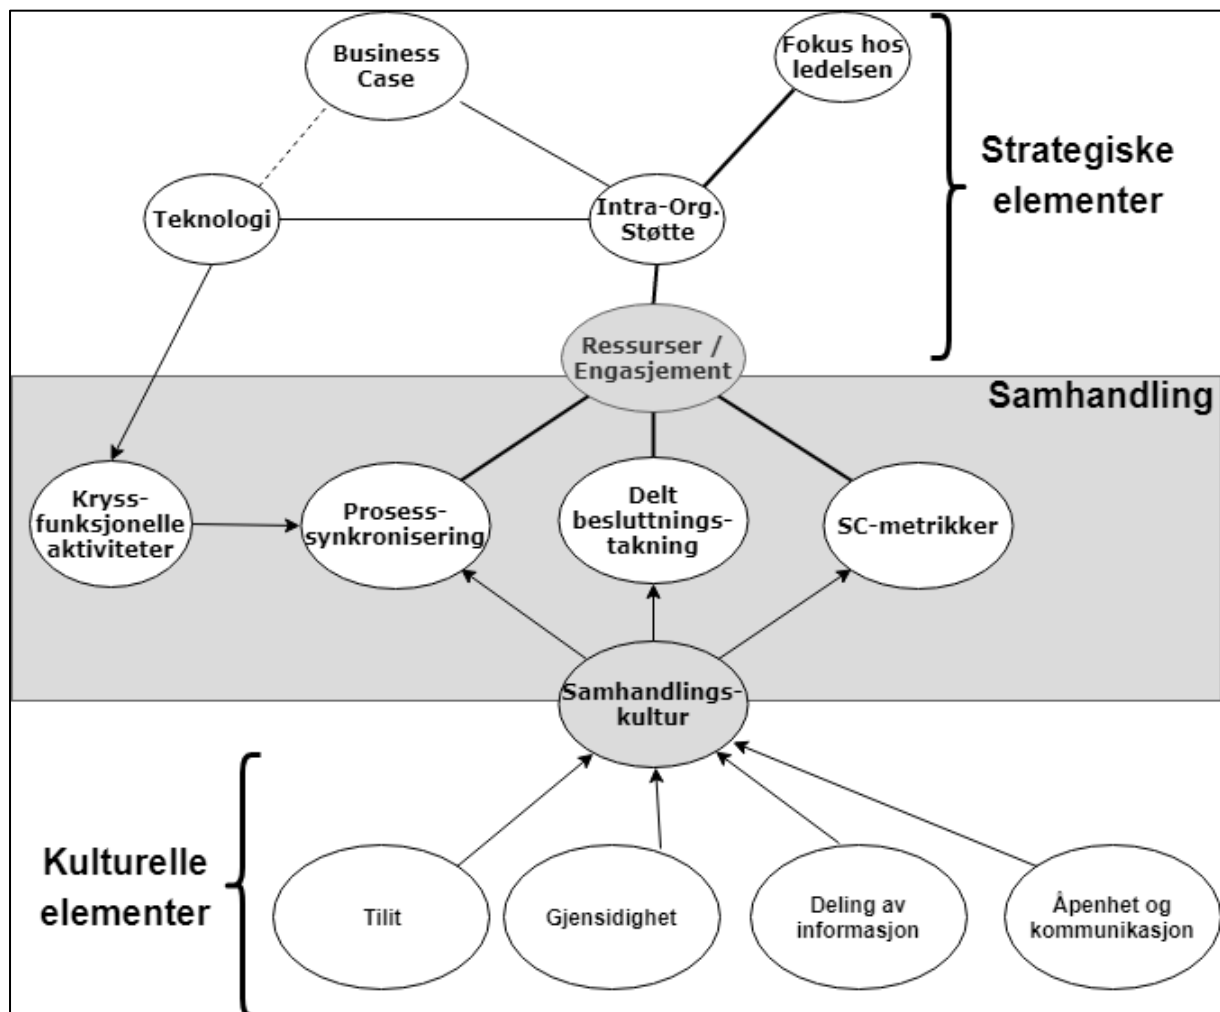 Business
Case
Fokus hos
ledelsen
Strategiske
elementer
Teknologi
Intra-Org.
Støtte
Ressurser /
Engasjement
Samhandling
Kryss-
funksjonelle
aktiviteter
Prosess-
synkronisering
Delt
besluttnings-
takning
SC-metrikker
Samhandlings-
kultur
Kulturelle
elementer
Tilit
Gjensidighet
Deling av
informasjon
Åpenhet og
kommunikasjon